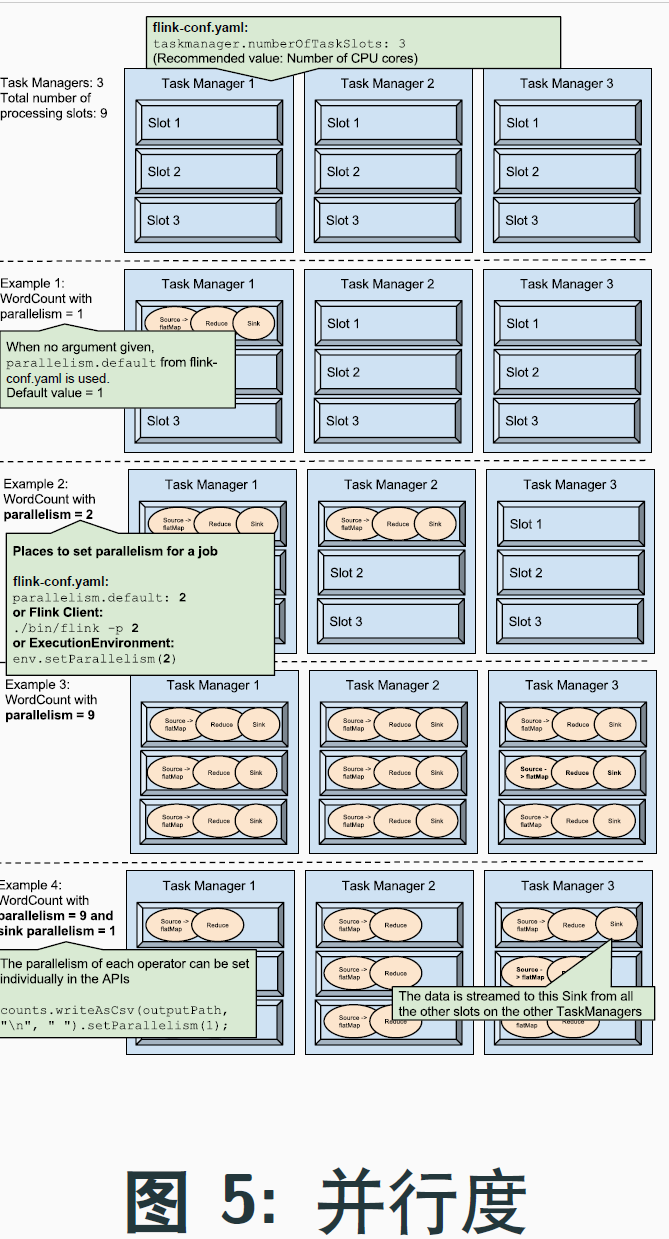 flink-conf.yaml:
taskmanager.numberOfTaskSlots: 3
(Recommended value: Number of CPU cores)
Task Managers: 3
Total number of
processing slots: 9
Task Manager 1
Slot 1
Slot 2
Slot 3
Task Manager 2
Slot 1
Slot 2
Slot 3
Task Manager 3
Slot 1
Slot 2
Slot 3
Example 1:
WordCount with
parallelism = 1
When no argument given,
parallelism.default from flink-
conf.yaml is used.
Default value = 1
Task Manager 1
Source ->
flatMap
Reduce
Sink
Slot 3
Task Manager 2
Slot 1
Slot 2
Slot 3
Task Manager 3
Slot 1
Slot 2
Slot 3
Example 2:
WordCount with
parallelism = 2
Places to set parallelism for a job
flink-conf.yaml:
parallelism.default: 2
or Flink Client:
./bin/flink -p 2
or ExecutionEnvironment:
env.setParallelism(2)
Task Manager 1
Source ->
flatMap
Reduce
Sink
Task Manager 2
Source ->
flatMap
Reduce
Sink
Slot 2
Slot 3
Task Manager 3
Slot 1
Slot 2
Slot 3
Example 3:
WordCount with
parallelism = 9
Task Manager 1
Source ->
flatMap
Reduce
Sink
Source ->
flatMap
Reduce
Sink
Source ->
flatMap
Reduce
Sink
Task Manager 2
Source ->
flatMap
Reduce
Sink
Source ->
flatMap
Reduce
Sink
Source ->
flatMap
Reduce
Sink
Task Manager 3
Source ->
flatMap
Reduce
Sink
Source -
> flatMap
Reduce
Sink
Source ->
flatMap
Reduce
Sink
Example 4:
WordCount with
parallelism = 9 and
sink parallelism = 1
The parallelism of each operator can be set
individually in the APIs
counts.writeAsCsv(outputPath,
"\n", " ").setParallelism(1);
Task Manager 1
Source ->
flatMap
Reduce
Task Manager 2
Source ->
flatMap
Reduce
Source ->
flatMap
Reduce
Source ->
flatMap
Reduce
Task Manager 3
Source ->
flatMap
Reduce
Sink
Source -
> flatMap
The data is streamed to this Sink from all
the other slots on the other TaskManagers
flatMap
Reduce
图 5: 并行度